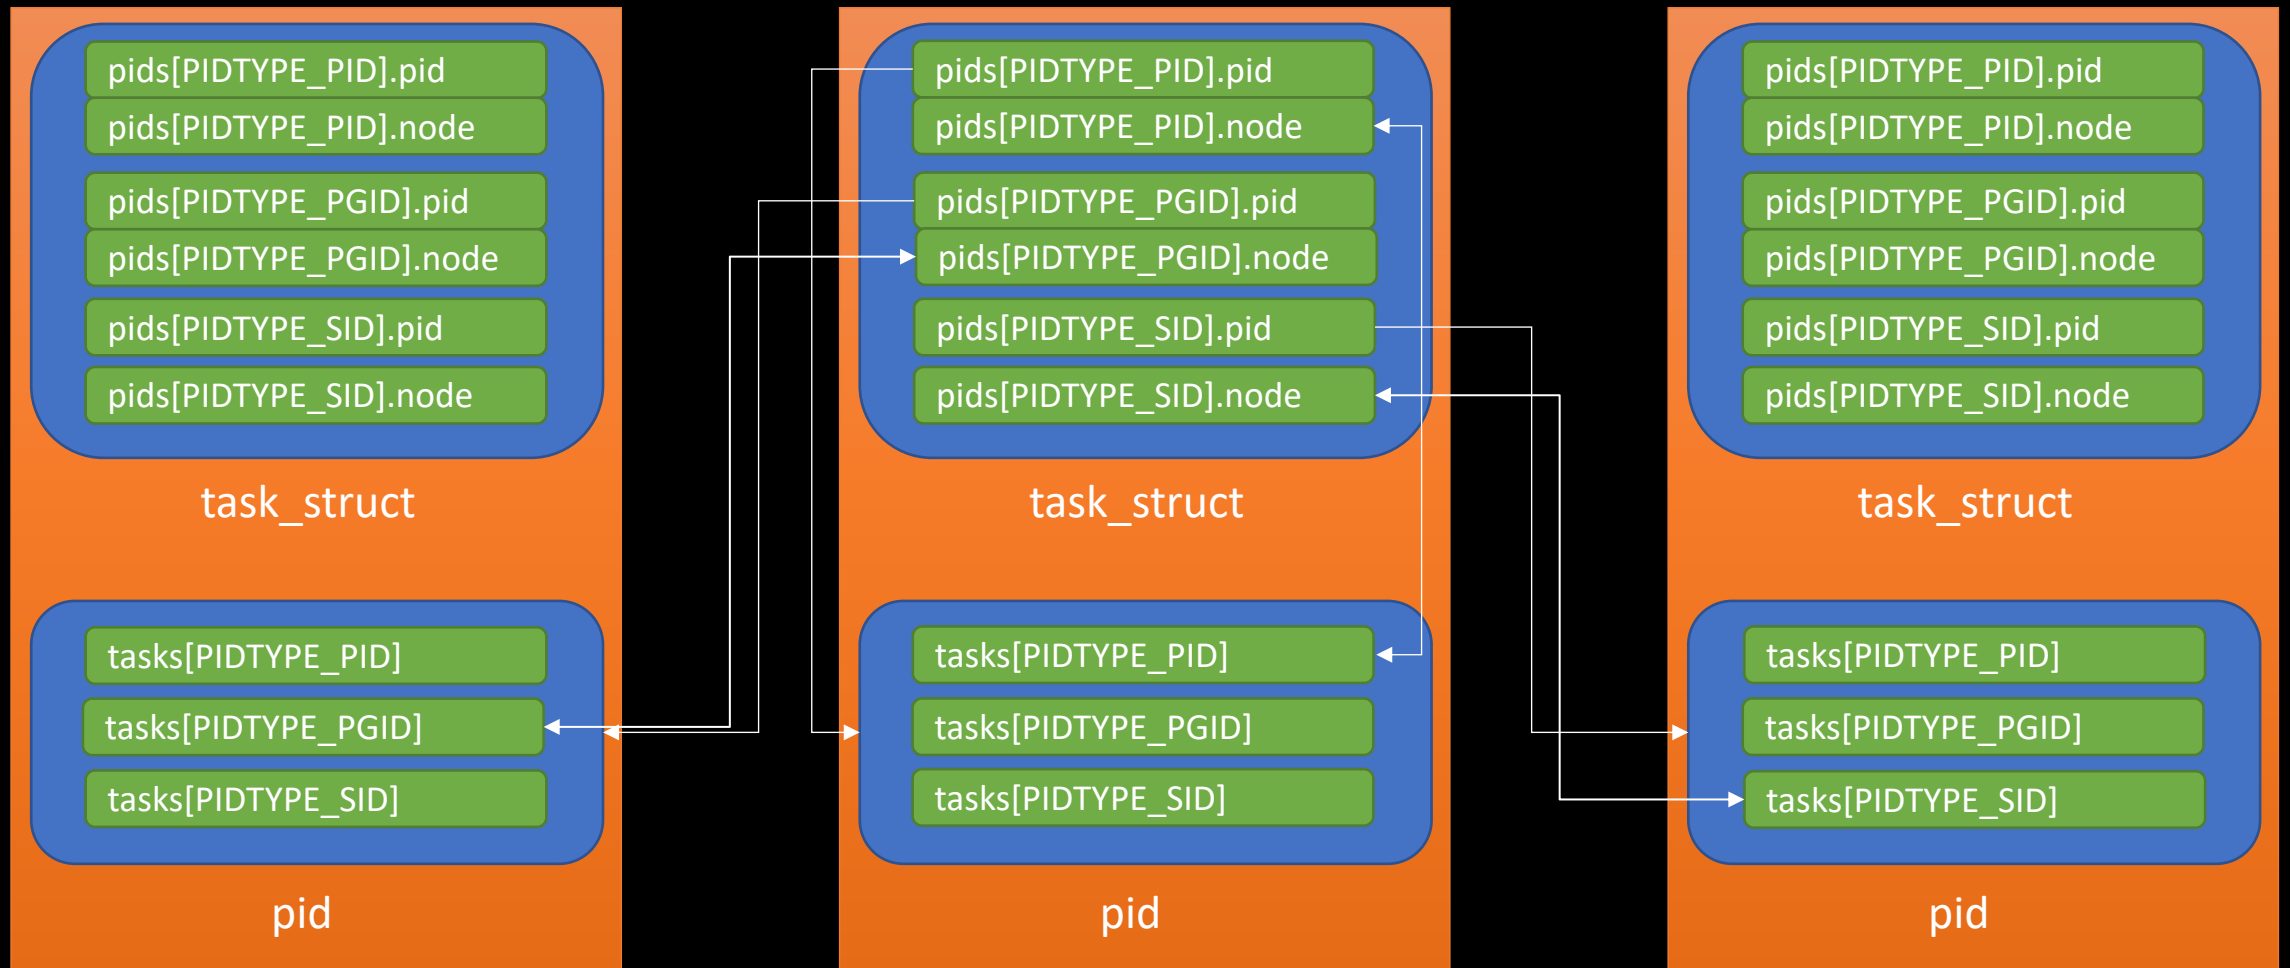 pids[PIDTYPE_PID].pid
pids[PIDTYPE_PID].node
pids[PIDTYPE_PGID].pid
pids[PIDTYPE_PGID].node
pids[PIDTYPE_SID].pid
pids[PIDTYPE_SID].node
task_struct
tasks[PIDTYPE_PID]
tasks[PIDTYPE_PGID]
tasks[PIDTYPE_SID]
pid
pids[PIDTYPE_PID].pid
pids[PIDTYPE_PID].node
pids[PIDTYPE_PGID].pid
pids[PIDTYPE_PGID].node
pids[PIDTYPE_SID].pid
pids[PIDTYPE_SID].node
task_struct
tasks[PIDTYPE_PID]
tasks[PIDTYPE_PGID]
tasks[PIDTYPE_SID]
pid
pids[PIDTYPE_PID].pid
pids[PIDTYPE_PID].node
pids[PIDTYPE_PGID].pid
pids[PIDTYPE_PGID].node
pids[PIDTYPE_SID].pid
pids[PIDTYPE_SID].node
task_struct
tasks[PIDTYPE_PID]
tasks[PIDTYPE_PGID]
tasks[PIDTYPE_SID]
pid